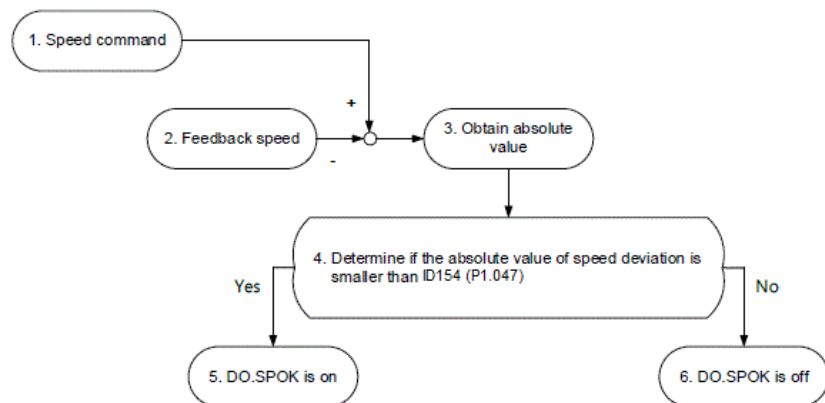 1. Speed command
+
2. Feedback speed
-
3. Obtain absolute
value
4. Determine if the absolute value of speed deviation is
smaller than ID154 (P1.047)
Yes
No
5. DO.SPOK is on
6. DO.SPOK is off